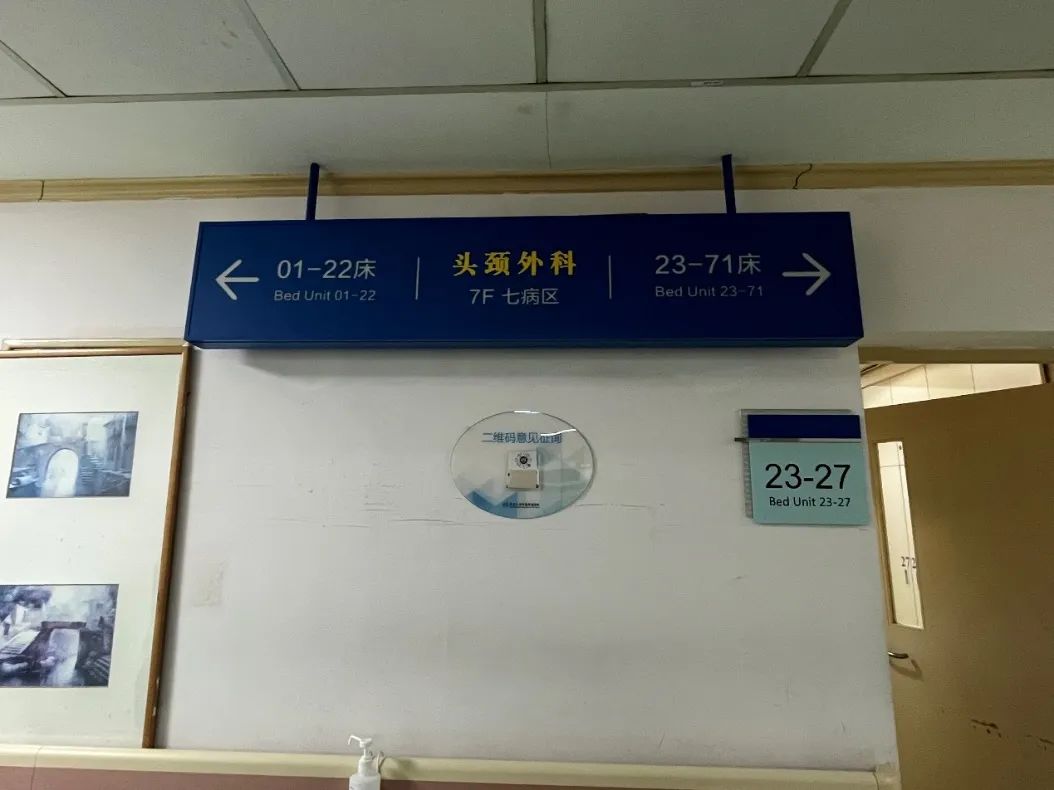 01-22床
Bed Unit 01-22
头颈外科
7F 七病区
23-71床
Bed Unit 23-71
二维码意见征询
23-27
Bed Unit 23-27